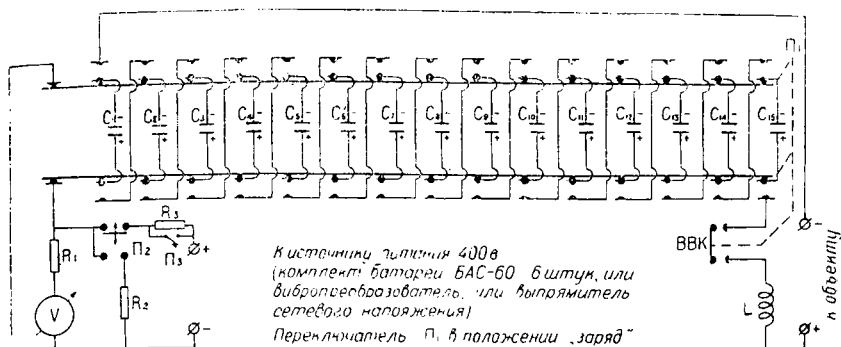 П₁
C₁ C₂ C₃ C₄ C₅ C₆ C₇ C₈ C₉ C₁₀ C₁₁ C₁₂ C₁₃ C₁₄ C₁₅
R₁
П₂
R₃
П₃
+
R₂
V
-
К источнику питания 400в
(комплект батарей БАС-60 6 штук, или
вибропреобразователь, или выпрямитель
сетевого напряжения)
Переключатель П₁ в положении „заряд"
ВВК
L
-
к объекту
+